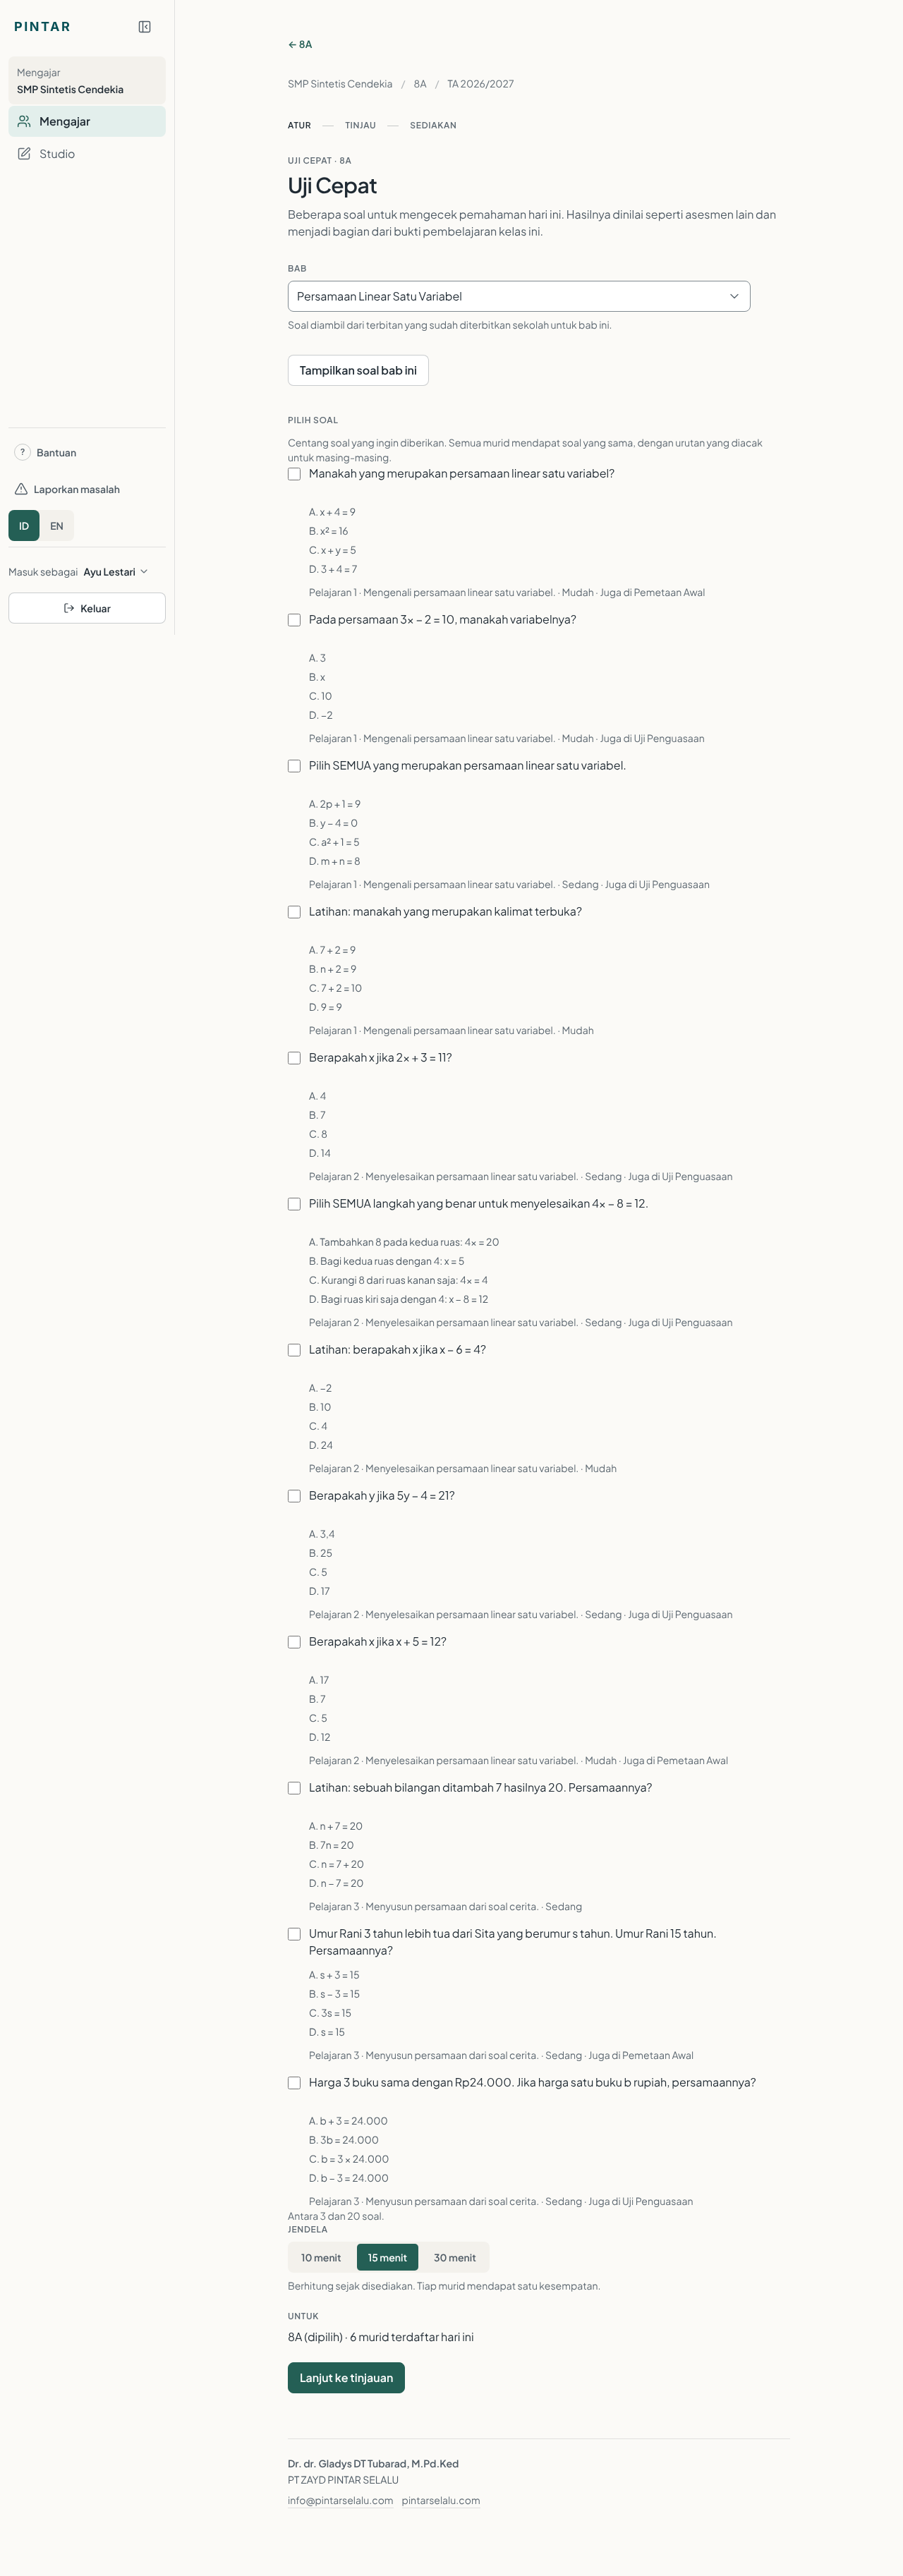 PINTAR
Mengajar
SMP Sintetis Cendekia
Mengajar
Studio
? Bantuan
Laporkan masalah
ID EN
Masuk sebagai Ayu Lestari
Keluar
← 8A
SMP Sintetis Cendekia / 8A / TA 2026/2027
ATUR — TINJAU — SEDIAKAN
UJI CEPAT · 8A
Uji Cepat
Beberapa soal untuk mengecek pemahaman hari ini. Hasilnya dinilai seperti asesmen lain dan
menjadi bagian dari bukti pembelajaran kelas ini.
BAB
Persamaan Linear Satu Variabel
Soal diambil dari terbitan yang sudah diterbitkan sekolah untuk bab ini.
Tampilkan soal bab ini
PILIH SOAL
Centang soal yang ingin diberikan. Semua murid mendapat soal yang sama, dengan urutan yang diacak
untuk masing-masing.
Manakah yang merupakan persamaan linear satu variabel?
A. x + 4 = 9
B. x² = 16
C. x + y = 5
D. 3 + 4 = 7
Pelajaran 1 · Mengenali persamaan linear satu variabel. · Mudah · Juga di Pemetaan Awal
Pada persamaan 3x − 2 = 10, manakah variabelnya?
A. 3
B. x
C. 10
D. −2
Pelajaran 1 · Mengenali persamaan linear satu variabel. · Mudah · Juga di Uji Penguasaan
Pilih SEMUA yang merupakan persamaan linear satu variabel.
A. 2p + 1 = 9
B. y − 4 = 0
C. a² + 1 = 5
D. m + n = 8
Pelajaran 1 · Mengenali persamaan linear satu variabel. · Sedang · Juga di Uji Penguasaan
Latihan: manakah yang merupakan kalimat terbuka?
A. 7 + 2 = 9
B. n + 2 = 9
C. 7 + 2 = 10
D. 9 = 9
Pelajaran 1 · Mengenali persamaan linear satu variabel. · Mudah
Berapakah x jika 2x + 3 = 11?
A. 4
B. 7
C. 8
D. 14
Pelajaran 2 · Menyelesaikan persamaan linear satu variabel. · Sedang · Juga di Uji Penguasaan
Pilih SEMUA langkah yang benar untuk menyelesaikan 4x − 8 = 12.
A. Tambahkan 8 pada kedua ruas: 4x = 20
B. Bagi kedua ruas dengan 4: x = 5
C. Kurangi 8 dari ruas kanan saja: 4x = 4
D. Bagi ruas kiri saja dengan 4: x − 8 = 12
Pelajaran 2 · Menyelesaikan persamaan linear satu variabel. · Sedang · Juga di Uji Penguasaan
Latihan: berapakah x jika x − 6 = 4?
A. −2
B. 10
C. 4
D. 24
Pelajaran 2 · Menyelesaikan persamaan linear satu variabel. · Mudah
Berapakah y jika 5y − 4 = 21?
A. 3,4
B. 25
C. 5
D. 17
Pelajaran 2 · Menyelesaikan persamaan linear satu variabel. · Sedang · Juga di Uji Penguasaan
Berapakah x jika x + 5 = 12?
A. 17
B. 7
C. 5
D. 12
Pelajaran 2 · Menyelesaikan persamaan linear satu variabel. · Mudah · Juga di Pemetaan Awal
Latihan: sebuah bilangan ditambah 7 hasilnya 20. Persamaannya?
A. n + 7 = 20
B. 7n = 20
C. n = 7 + 20
D. n − 7 = 20
Pelajaran 3 · Menyusun persamaan dari soal cerita. · Sedang
Umur Rani 3 tahun lebih tua dari Sita yang berumur s tahun. Umur Rani 15 tahun.
Persamaannya?
A. s + 3 = 15
B. s − 3 = 15
C. 3s = 15
D. s = 15
Pelajaran 3 · Menyusun persamaan dari soal cerita. · Sedang · Juga di Pemetaan Awal
Harga 3 buku sama dengan Rp24.000. Jika harga satu buku b rupiah, persamaannya?
A. b + 3 = 24.000
B. 3b = 24.000
C. b = 3 × 24.000
D. b − 3 = 24.000
Pelajaran 3 · Menyusun persamaan dari soal cerita. · Sedang · Juga di Uji Penguasaan
Antara 3 dan 20 soal.
JENDELA
10 menit 15 menit 30 menit
Berhitung sejak disediakan. Tiap murid mendapat satu kesempatan.
UNTUK
8A (dipilih) · 6 murid terdaftar hari ini
Lanjut ke tinjauan
Dr. dr. Gladys DT Tubarad, M.Pd.Ked
PT ZAYD PINTAR SELALU
info@pintarselalu.com pintarselalu.com